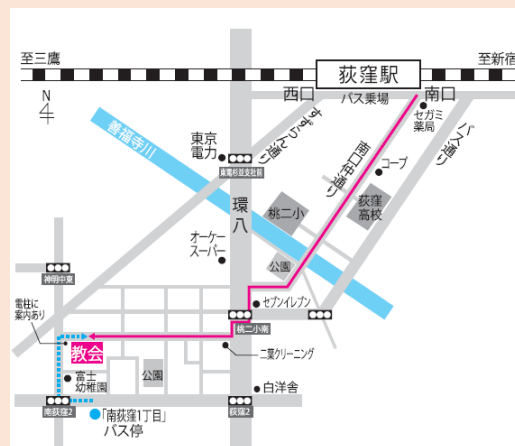 至三鷹
至新宿
荻窪駅
西口
南口
バス乗場
N
セガミ
薬局
すずらん通り
バス通り
善福寺川
東京
電力
東電杉並支社前
南口仲通り
コープ
環八
桃二小
荻窪
高校
オーケー
スーパー
公園
神明中東
セブンイレブン
電柱に
案内あり
桃二小南
教会
二葉クリーニング
富士
幼稚園
公園
白洋舎
南荻窪2
荻窪2
「南荻窪1丁目」
バス停